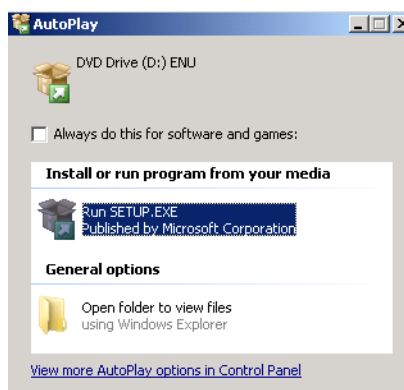 AutoPlay
DVD Drive (D:) ENU
Always do this for software and games:
Install or run program from your media
Run SETUP.EXE
Published by Microsoft Corporation
General options
Open folder to view files
using Windows Explorer
View more AutoPlay options in Control Panel